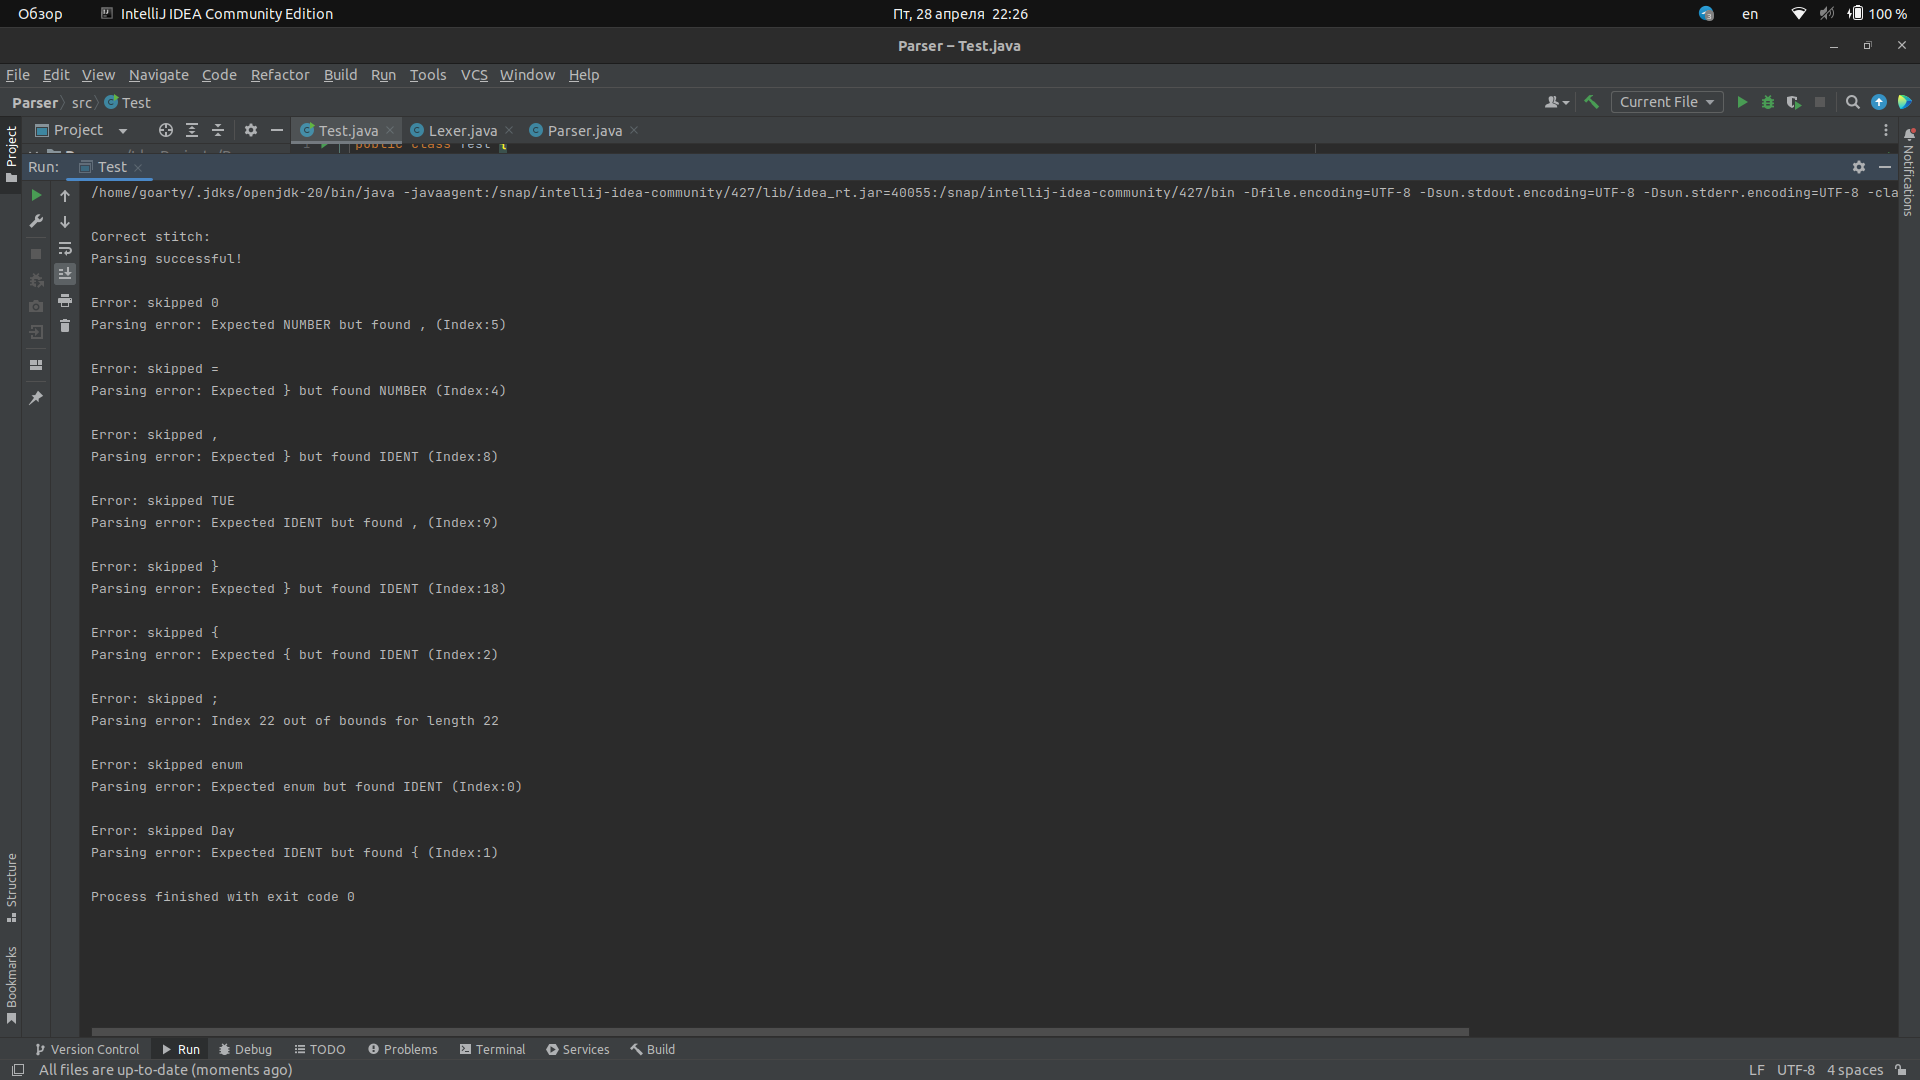 Обзор IntelliJ IDEA Community Edition Пт, 28 апреля 22:26 en 100 %
Parser – Test.java
File Edit View Navigate Code Refactor Build Run Tools VCS Window Help
Parser src Test Current File
Project Test.java Lexer.java Parser.java
1 public class Test {
Run: Test
/home/goarty/.jdks/openjdk-20/bin/java -javaagent:/snap/intellij-idea-community/427/lib/idea_rt.jar=40055:/snap/intellij-idea-community/427/bin -Dfile.encoding=UTF-8 -Dsun.stdout.encoding=UTF-8 -Dsun.stderr.encoding=UTF-8 -cla
Correct stitch:
Parsing successful!
Error: skipped 0
Parsing error: Expected NUMBER but found , (Index:5)
Error: skipped =
Parsing error: Expected } but found NUMBER (Index:4)
Error: skipped ,
Parsing error: Expected } but found IDENT (Index:8)
Error: skipped TUE
Parsing error: Expected IDENT but found , (Index:9)
Error: skipped }
Parsing error: Expected } but found IDENT (Index:18)
Error: skipped {
Parsing error: Expected { but found IDENT (Index:2)
Error: skipped ;
Parsing error: Index 22 out of bounds for length 22
Error: skipped enum
Parsing error: Expected enum but found IDENT (Index:0)
Error: skipped Day
Parsing error: Expected IDENT but found { (Index:1)
Process finished with exit code 0
Project
Structure
Bookmarks
Notifications
Version Control Run Debug TODO Problems Terminal Services Build
All files are up-to-date (moments ago) LF UTF-8 4 spaces